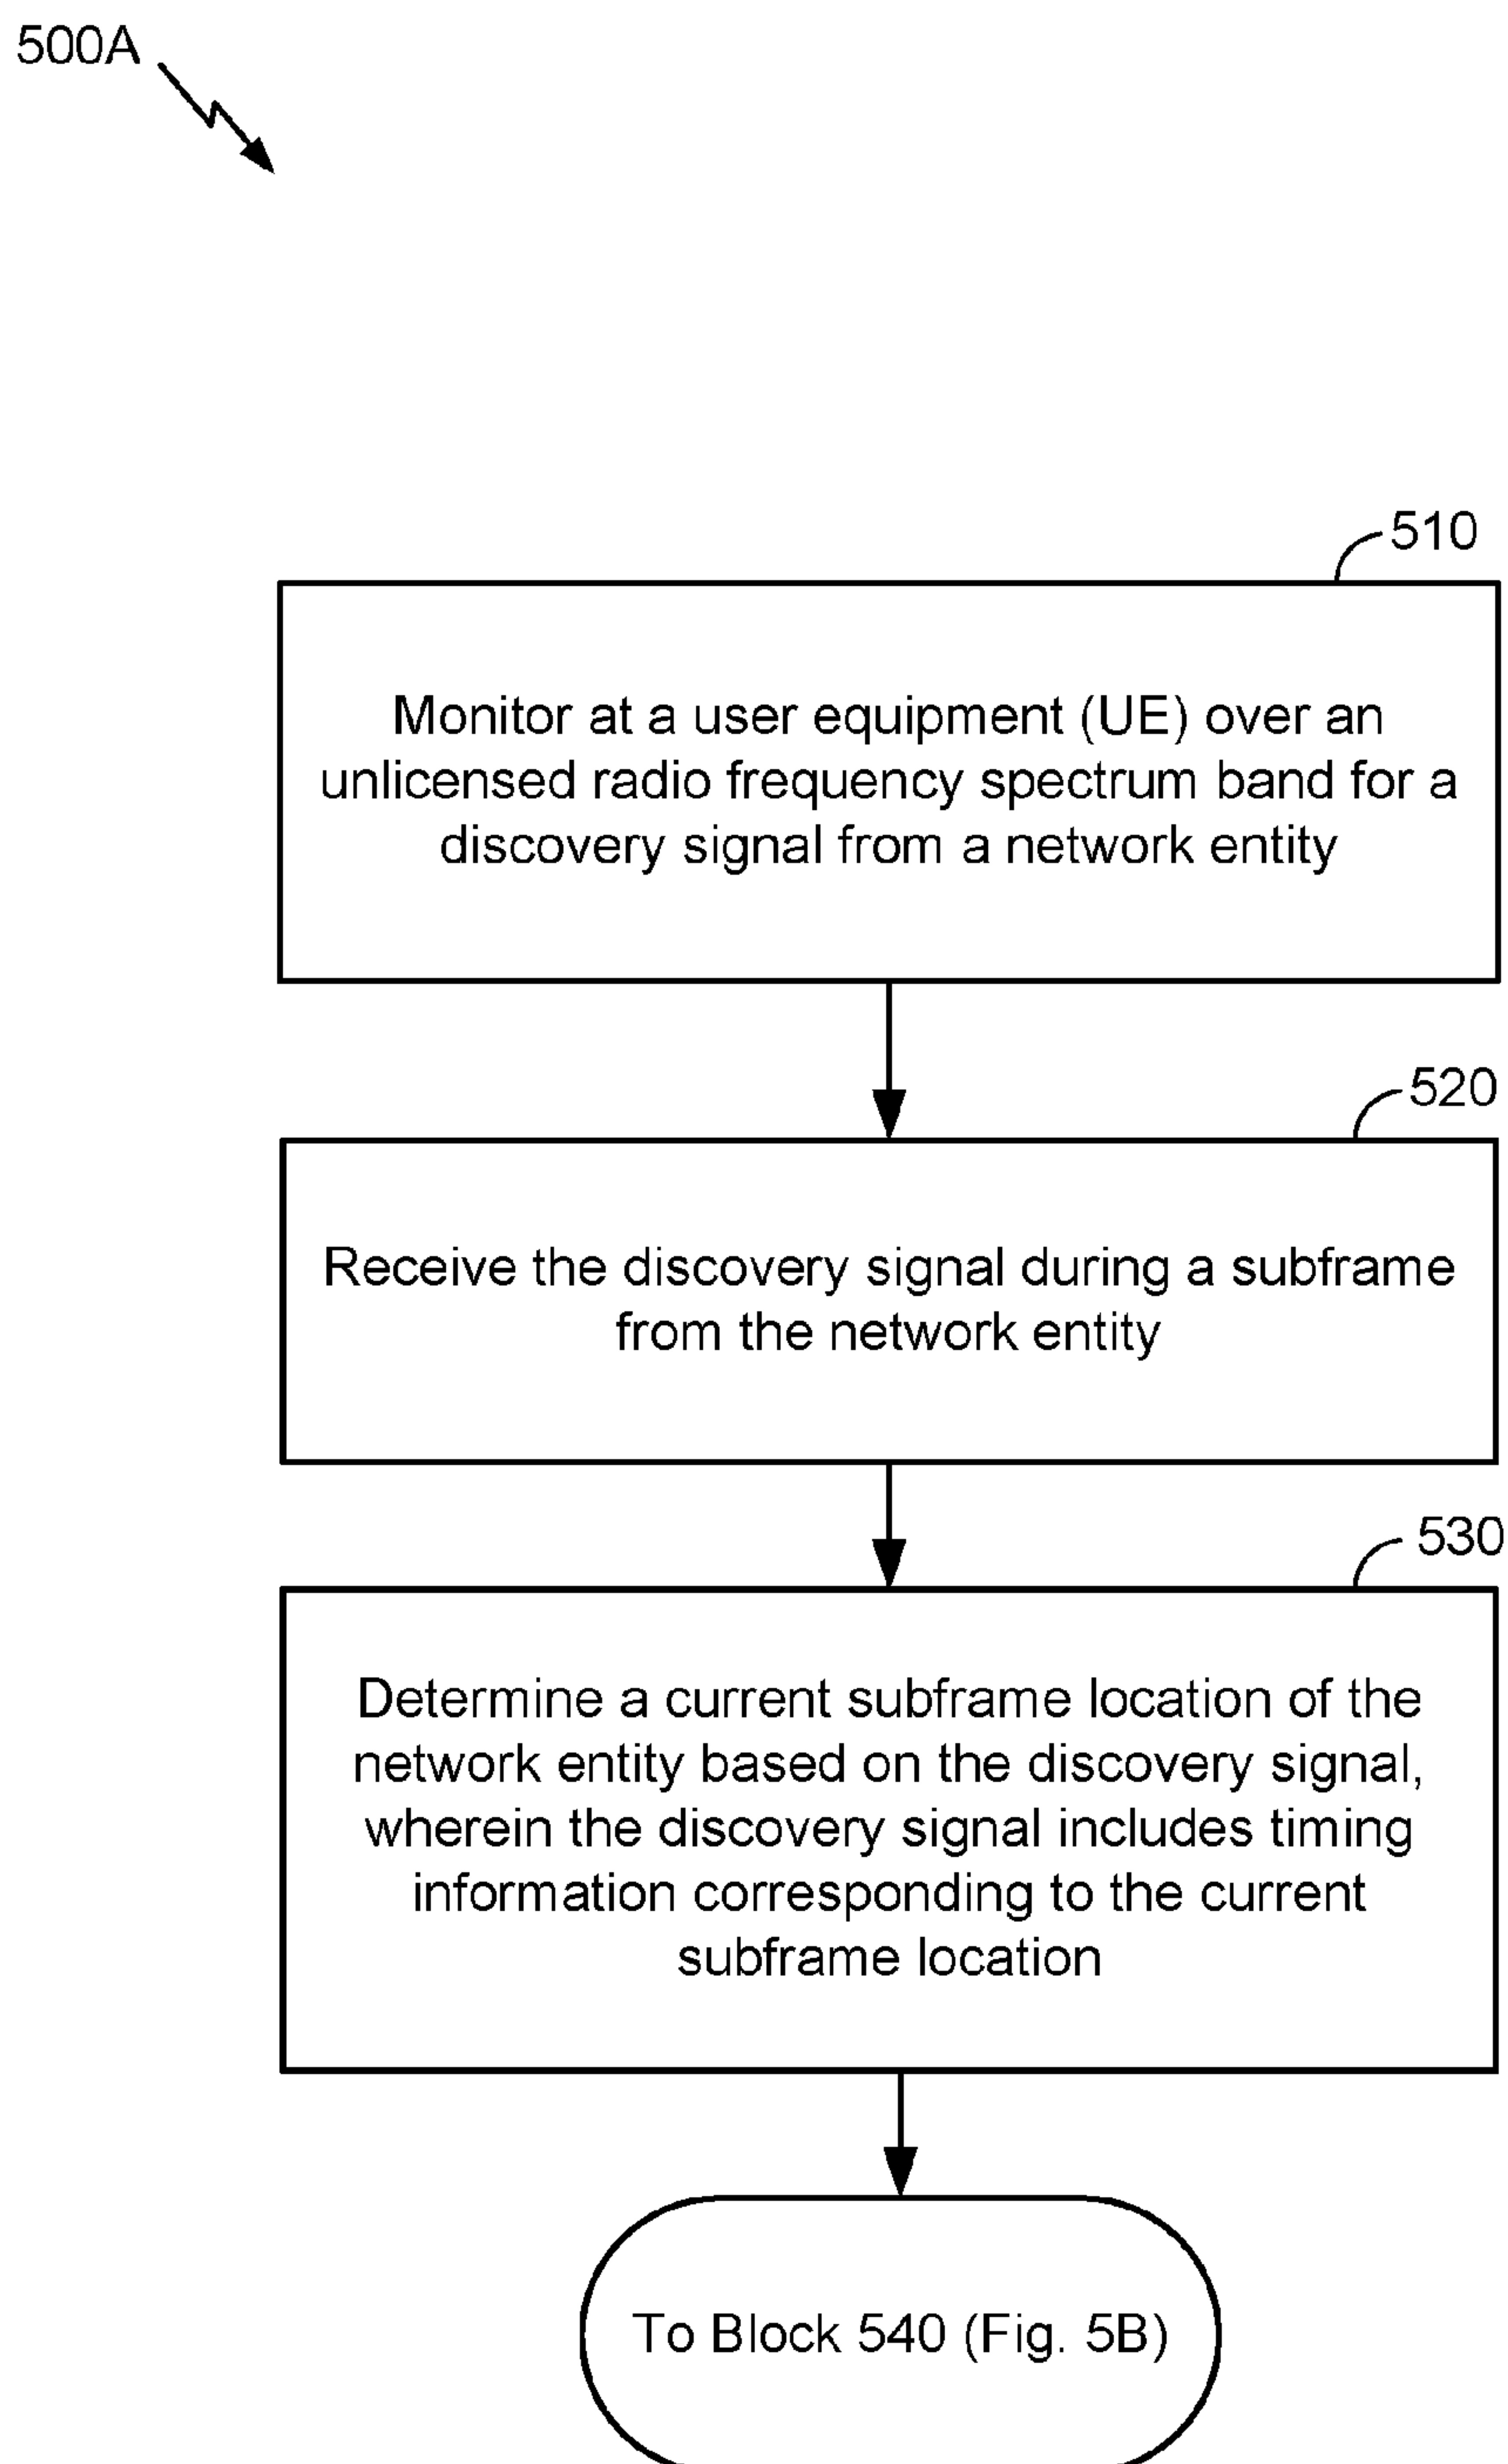 500A
510
Monitor at a user equipment (UE) over an
unlicensed radio frequency spectrum band for a
discovery signal from a network entity
520
Receive the discovery signal during a subframe
from the network entity
530
Determine a current subframe location of the
network entity based on the discovery signal,
wherein the discovery signal includes timing
information corresponding to the current
subframe location
To Block 540 (Fig. 5B)